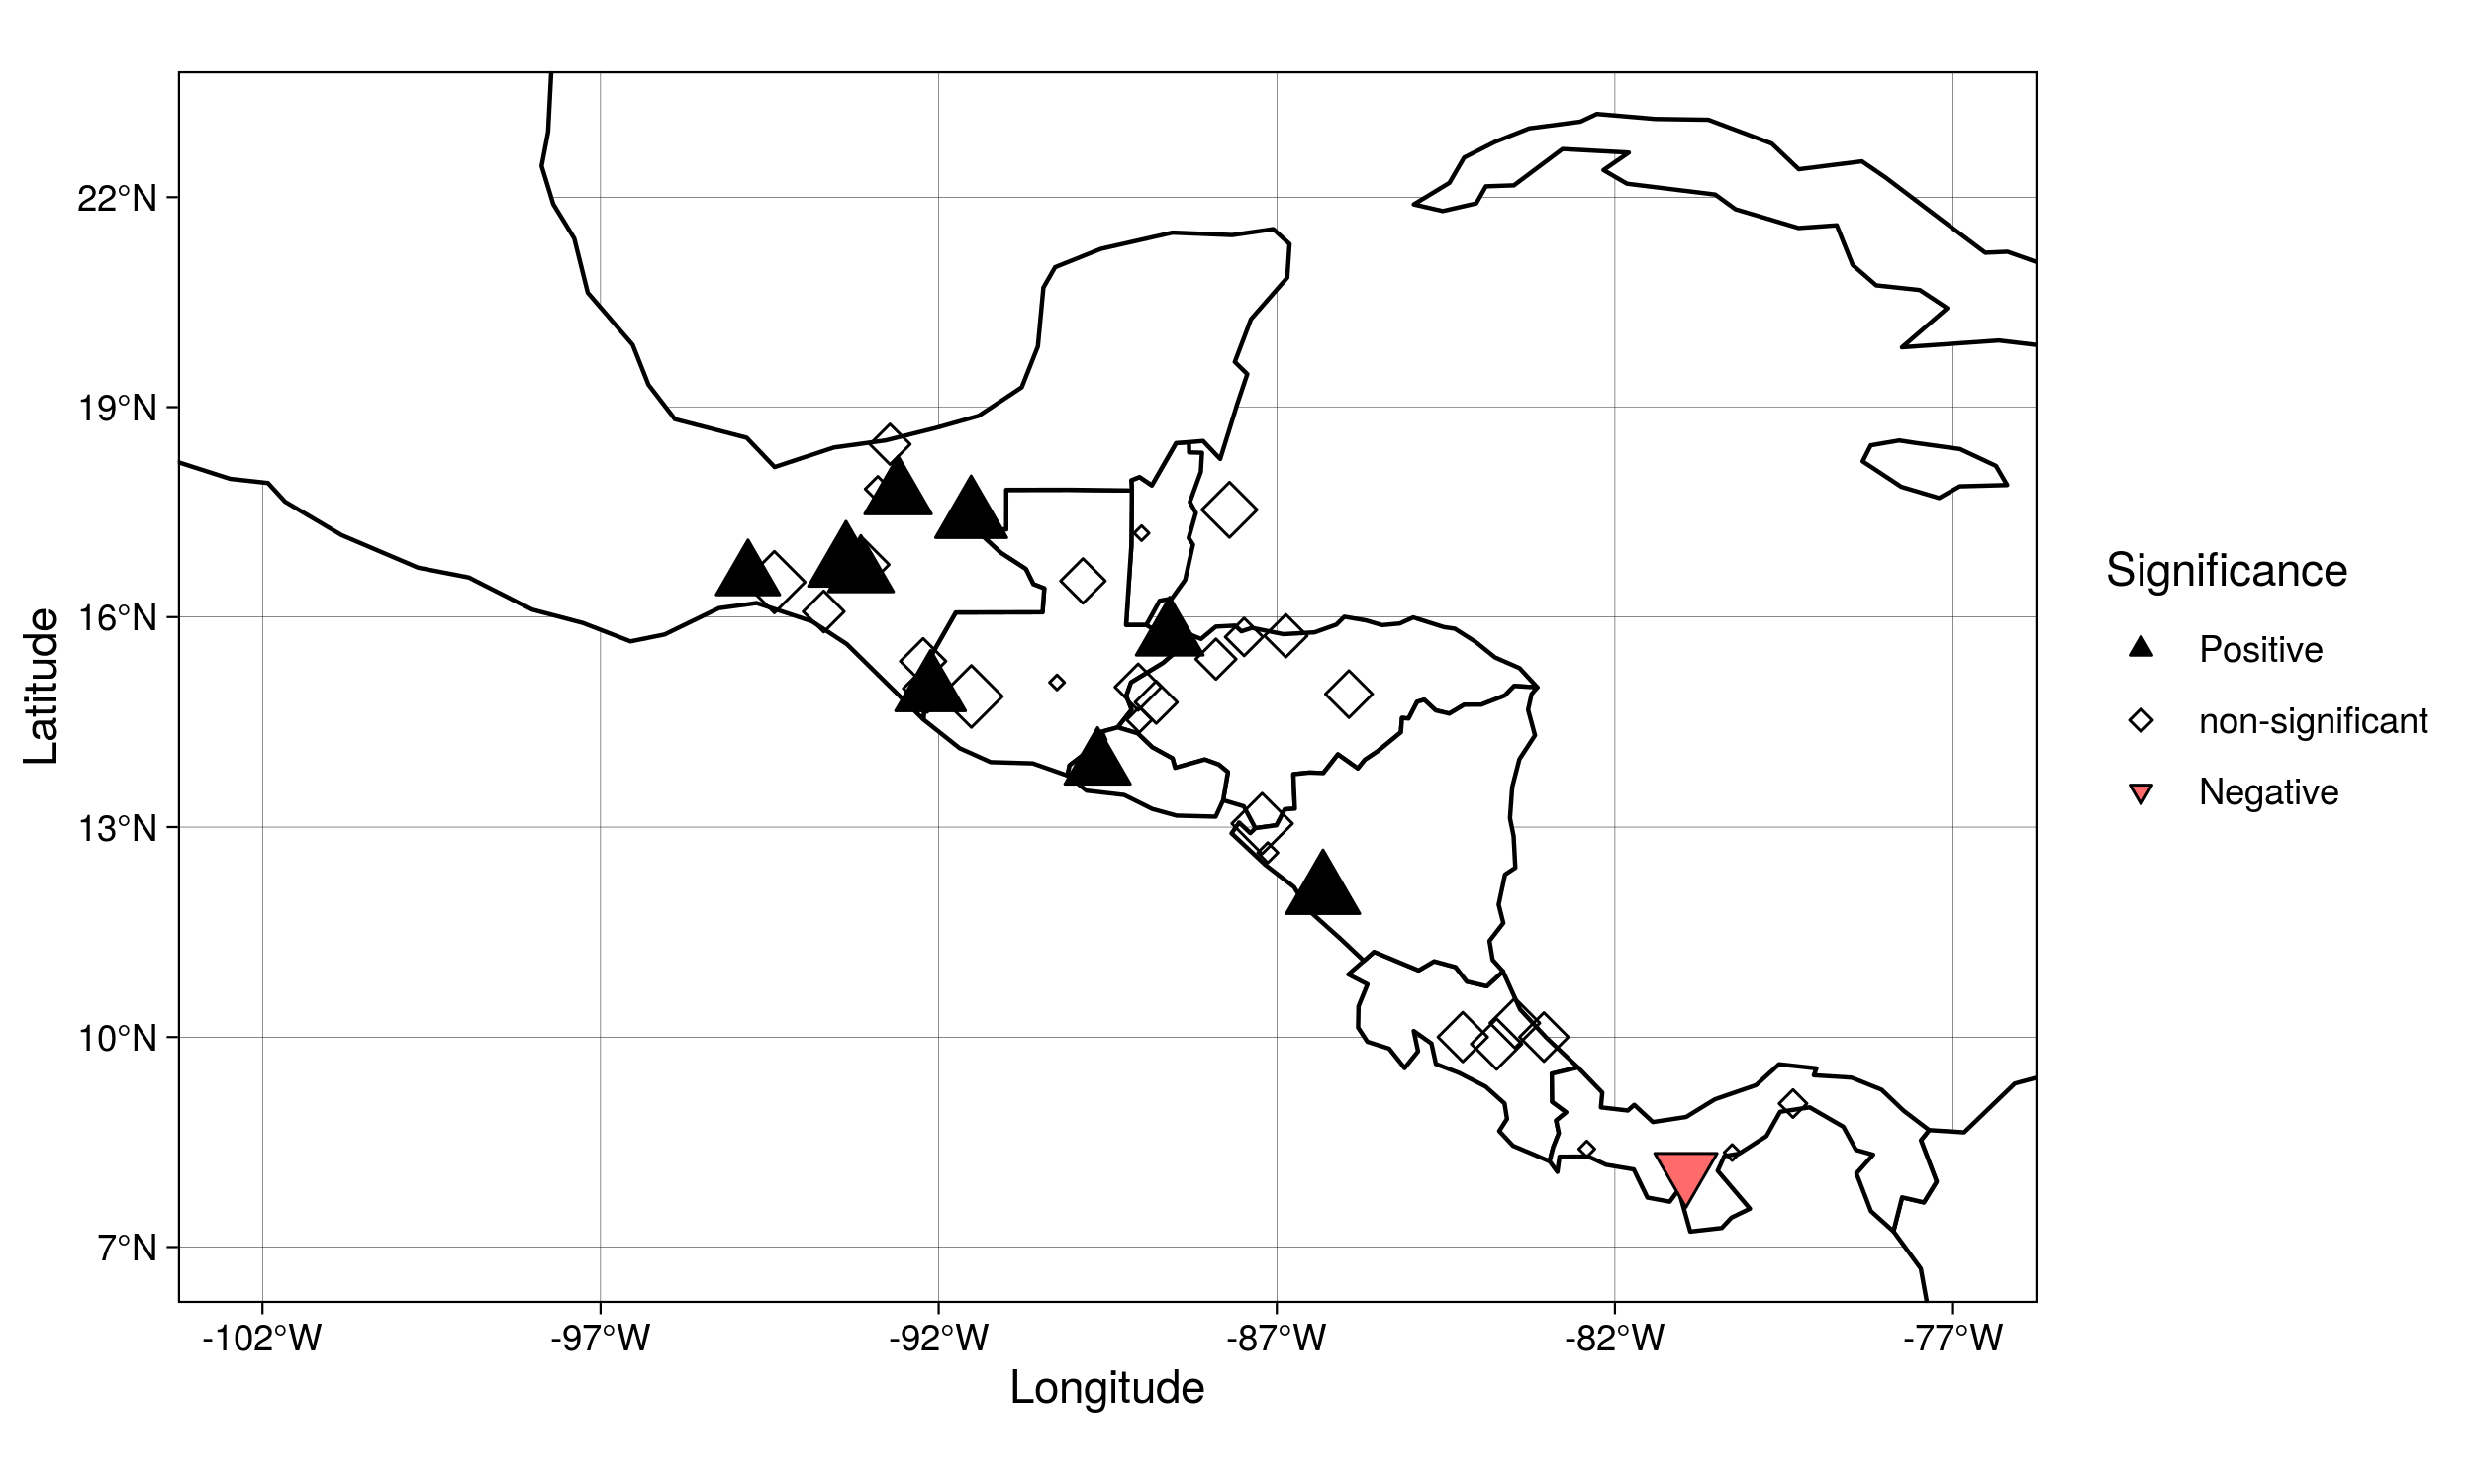 22°N
19°N
16°N
13°N
10°N
7°N
-102°W
-97°W
-92°W
-87°W
-82°W
-77°W
Longitude
Latitude
Significance
Positive
non-significant
Negative